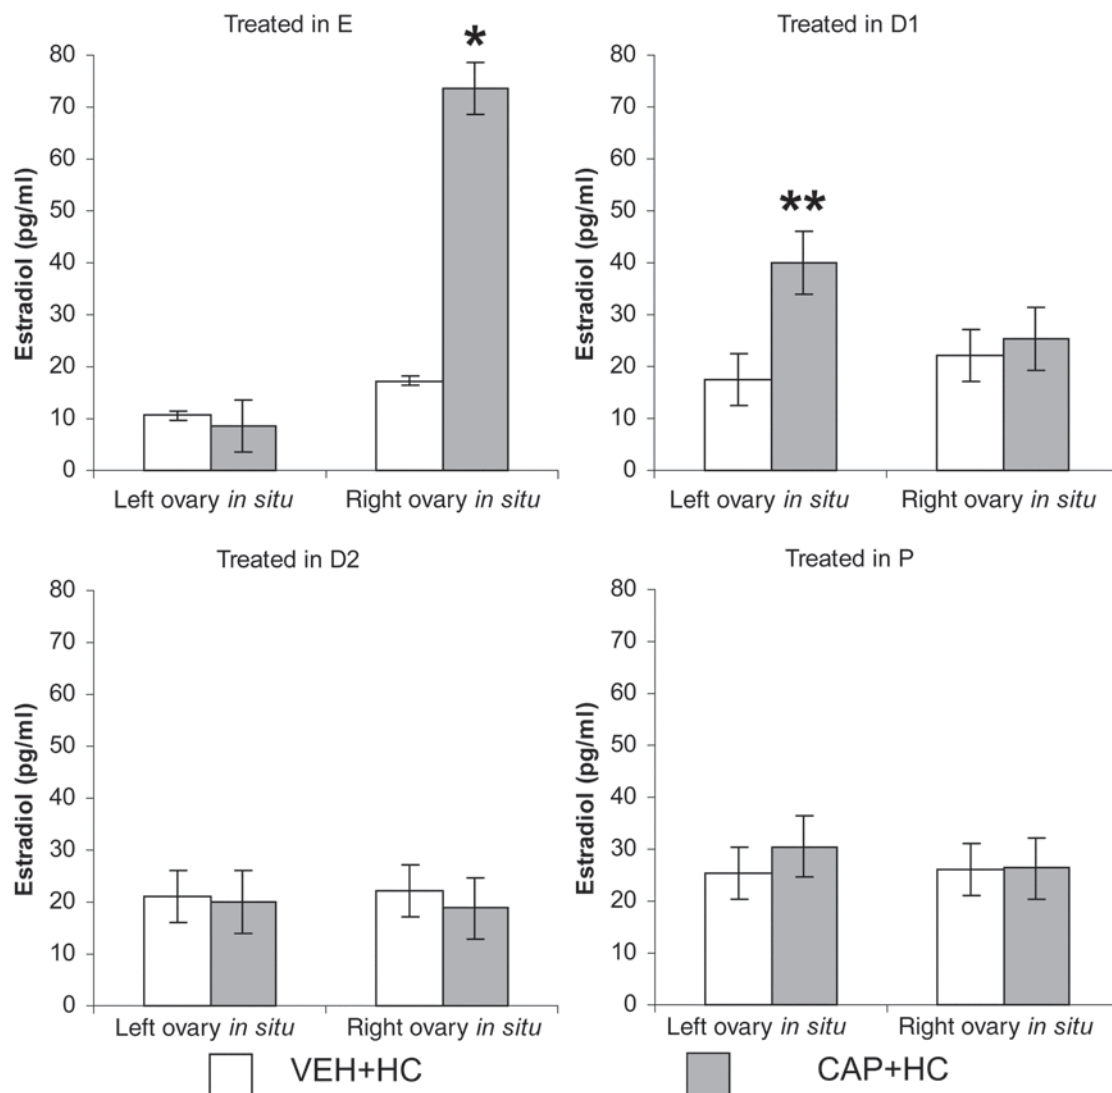 Treated in E
*
Estradiol (pg/ml)
80
70
60
50
40
30
20
10
0
Left ovary in situ
Right ovary in situ
Treated in D1
**
Estradiol (pg/ml)
80
70
60
50
40
30
20
10
0
Left ovary in situ
Right ovary in situ
Treated in D2
Estradiol (pg/ml)
80
70
60
50
40
30
20
10
0
Left ovary in situ
Right ovary in situ
Treated in P
Estradiol (pg/ml)
80
70
60
50
40
30
20
10
0
Left ovary in situ
Right ovary in situ
VEH+HC
CAP+HC